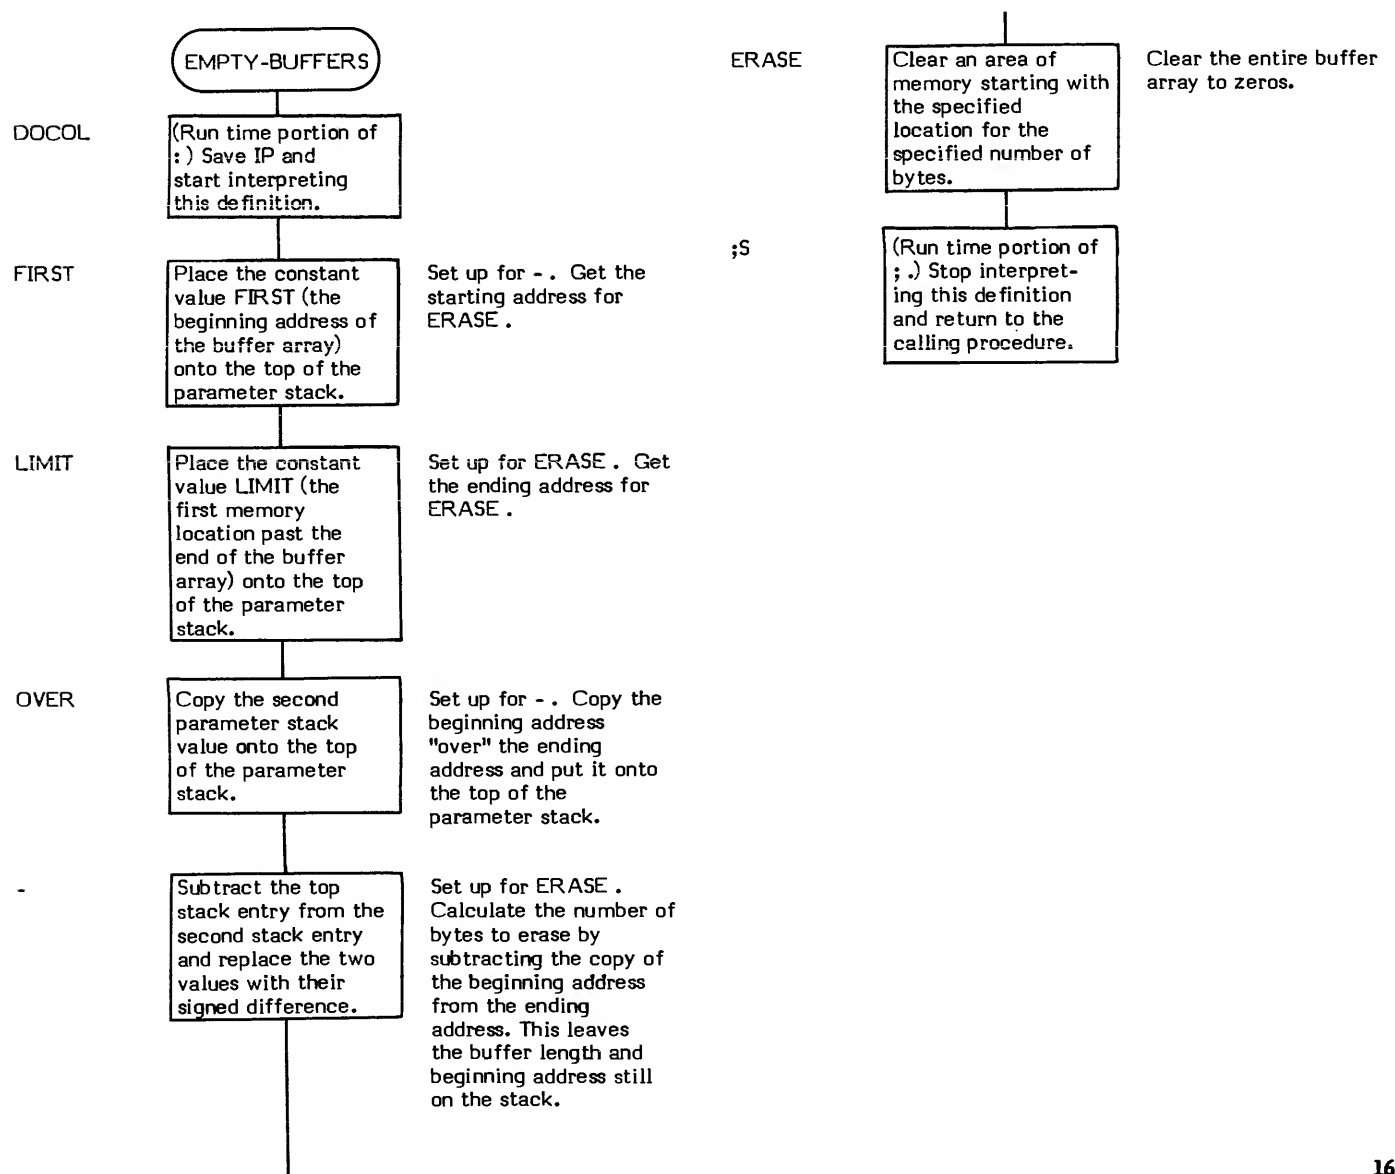 EMPTY-BUFFERS
DOCOL
(Run time portion of
: ) Save IP and
start interpreting
this definition.
FIRST
Place the constant
value FIRST (the
beginning address of
the buffer array)
onto the top of the
parameter stack.
Set up for - . Get the
starting address for
ERASE .
LIMIT
Place the constant
value LIMIT (the
first memory
location past the
end of the buffer
array) onto the top
of the parameter
stack.
Set up for ERASE . Get
the ending address for
ERASE .
OVER
Copy the second
parameter stack
value onto the top
of the parameter
stack.
Set up for - . Copy the
beginning address
"over" the ending
address and put it onto
the top of the
parameter stack.
-
Subtract the top
stack entry from the
second stack entry
and replace the two
values with their
signed difference.
Set up for ERASE .
Calculate the number of
bytes to erase by
subtracting the copy of
the beginning address
from the ending
address. This leaves
the buffer length and
beginning address still
on the stack.
ERASE
Clear an area of
memory starting with
the specified
location for the
specified number of
bytes.
Clear the entire buffer
array to zeros.
;S
(Run time portion of
; .) Stop interpret-
ing this definition
and return to the
calling procedure.
16